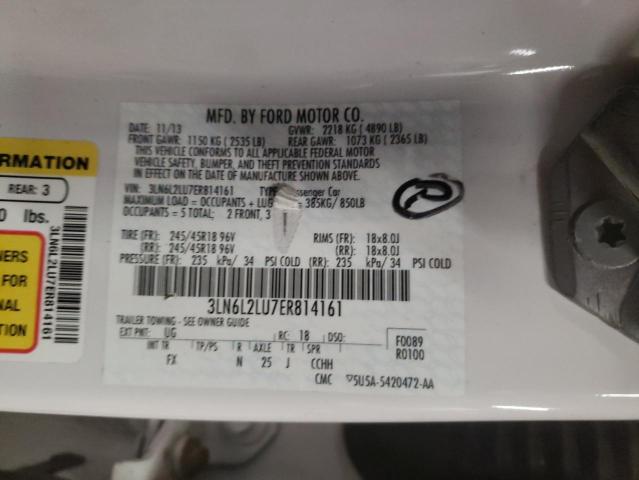 MFD. BY FORD MOTOR CO.
DATE: 11/13 GVWR: 2218 KG ( 4890 LB)
FRONT GAWR: 1150 KG ( 2535 LB) REAR GAWR: 1073 KG ( 2365 LB)
THIS VEHICLE CONFORMS TO ALL APPLICABLE FEDERAL MOTOR
VEHICLE SAFETY, BUMPER, AND THEFT PREVENTION STANDARDS
IN EFFECT ON THE DATE OF MANUFACTURE SHOWN ABOVE.
VIN: 3LN6L2LU7ER814161 TYPE: Passenger Car
MAXIMUM LOAD = OCCUPANTS + LUG = 385KG/ 850LB
OCCUPANTS = 5 TOTAL; 2 FRONT, 3
TIRE (FR): 245/45R18 96V RIMS (FR): 18x8.0J
(RR): 245/45R18 96V (RR): 18x8.0J
PRESSURE (FR): 235 kPa/ 34 PSI COLD (RR): 235 kPa/ 34 PSI COLD
3LN6L2LU7ER814161
TRAILER TOWING - SEE OWNER GUIDE
EXT PNT: UG RC: 18 DSO: F0089
INT TR TP/PS R AXLE TR SPR R0100
FX N 25 J CCHH
CMC ▽5U5A-5420472-AA
ORMATION
REAR: 3
0 lbs.
NERS
FOR
NAL
TION
3LN6L2LU7ER814161